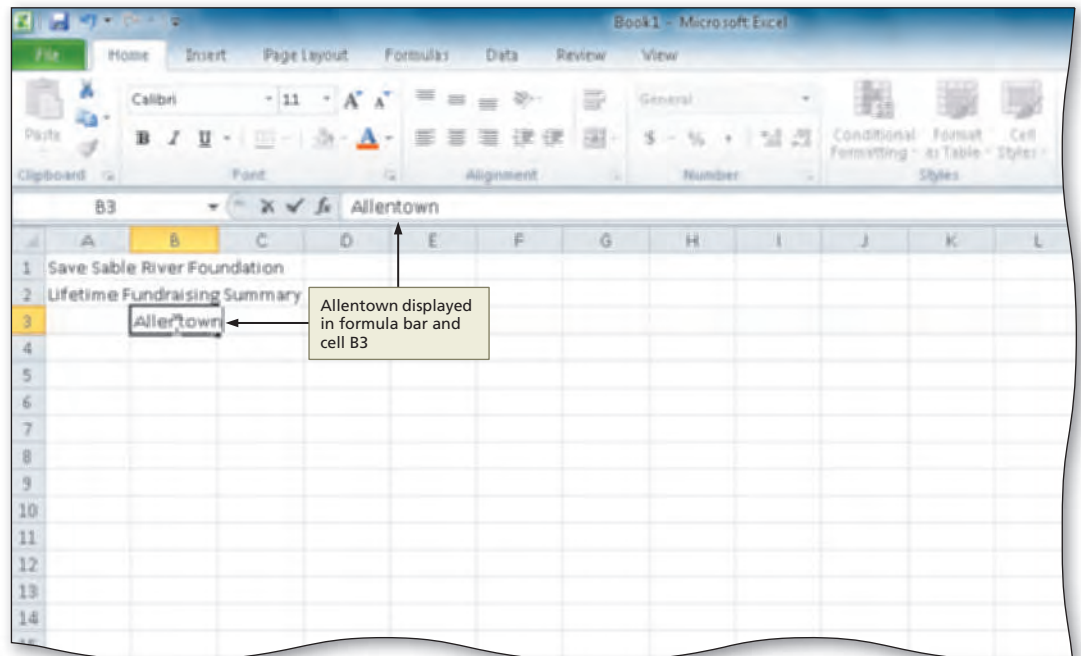 Book1 - Microsoft Excel
File Home Insert Page Layout Formulas Data Review View
Calibri 11 A A General
Paste B I U A $ % Conditional Formatting Format as Table Cell Styles
Clipboard Font Alignment Number Styles
B3 fx Allentown
A B C D E F G H I J K L
1 Save Sable River Foundation
2 Lifetime Fundraising Summary
3 Allentown
Allentown displayed
in formula bar and
cell B3
4
5
6
7
8
9
10
11
12
13
14